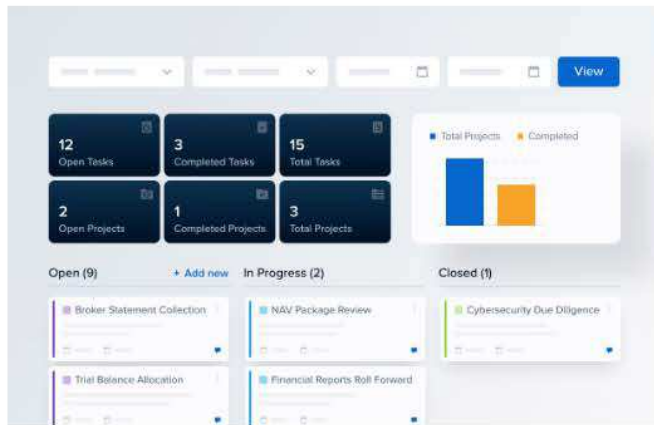 View
12
Open Tasks
3
Completed Tasks
15
Total Tasks
2
Open Projects
1
Completed Projects
3
Total Projects
Total Projects
Completed
Open (9)
+ Add new
In Progress (2)
Closed (1)
Broker Statement Collection
NAV Package Review
Cybersecurity Due Diligence
Trial Balance Allocation
Financial Reports Roll Forward